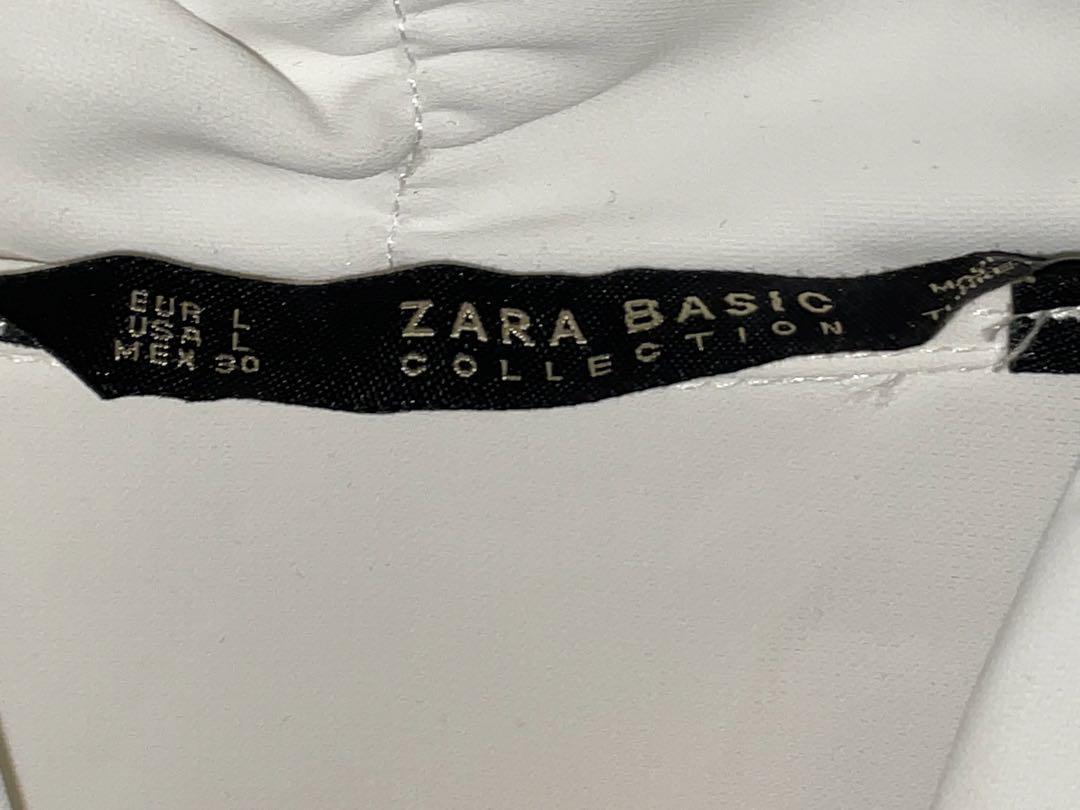 EUR L
USA L
MEX 30
ZARA BASIC
COLLECTION